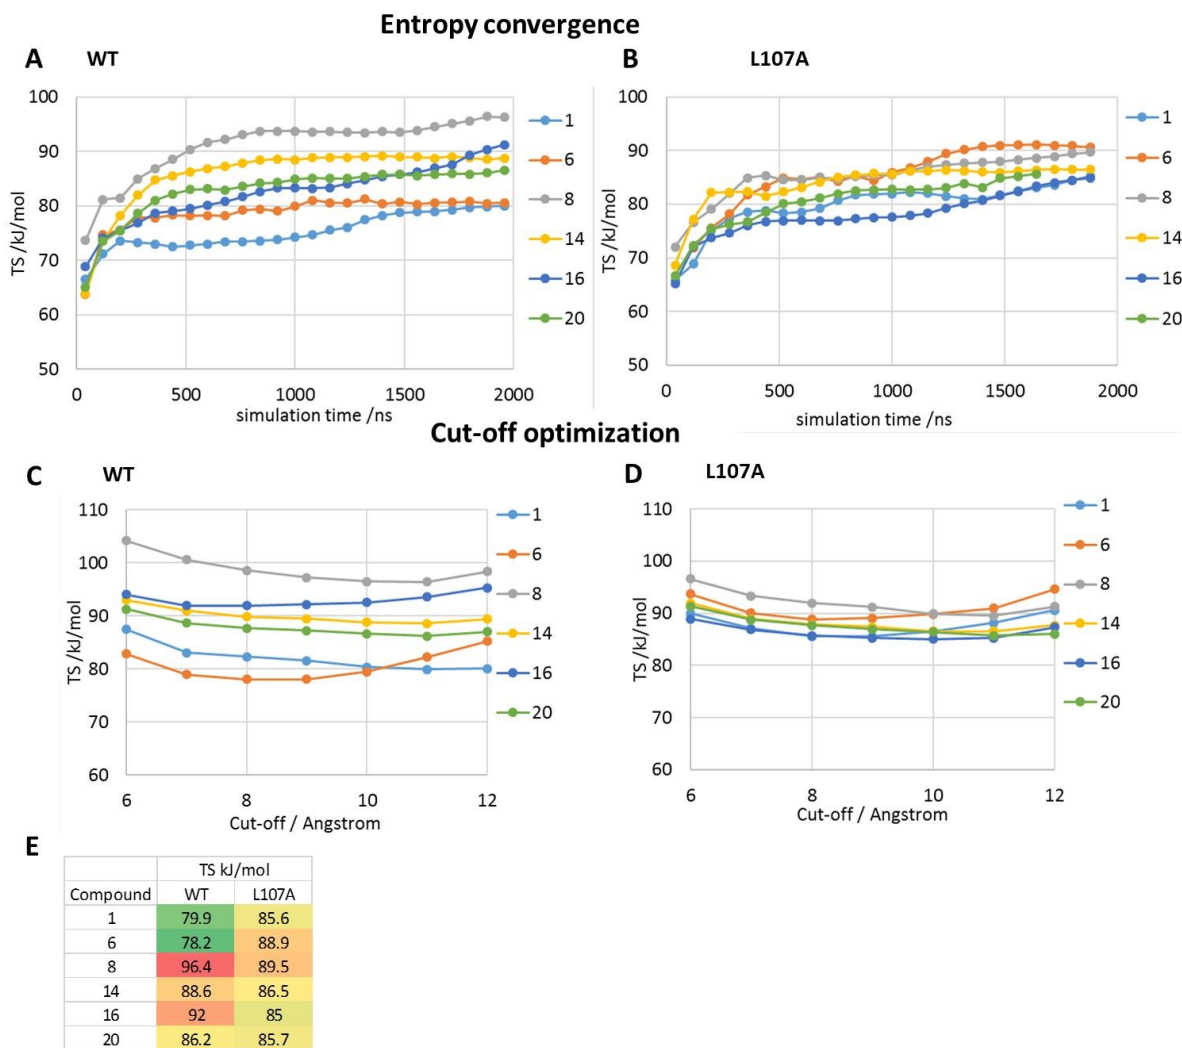 Entropy convergence
A WT
100
90
80
70
60
50
TS /kJ/mol
0 500 1000 1500 2000
simulation time /ns
1
6
8
14
16
20
B L107A
100
90
80
70
60
50
TS /kJ/mol
0 500 1000 1500 2000
simulation time /ns
1
6
8
14
16
20
Cut-off optimization
C WT
110
100
90
80
70
60
TS /kJ/mol
6 8 10 12
Cut-off / Angstrom
1
6
8
14
16
20
D L107A
110
100
90
80
70
60
TS /kJ/mol
6 8 10 12
Cut-off / Angstrom
1
6
8
14
16
20
E
TS kJ/mol
Compound WT L107A
1 79.9 85.6
6 78.2 88.9
8 96.4 89.5
14 88.6 86.5
16 92 85
20 86.2 85.7